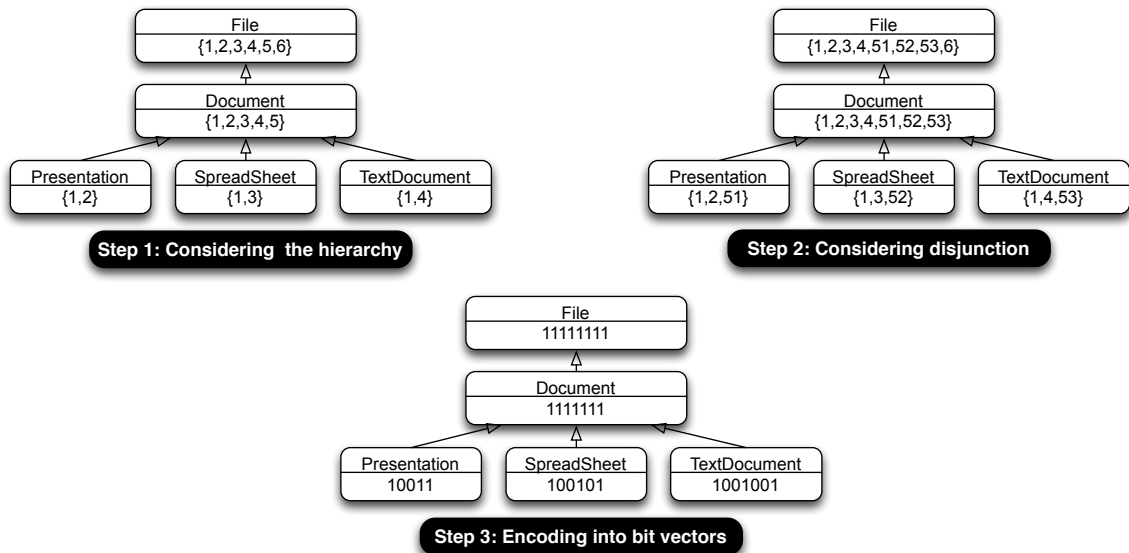 File
{1,2,3,4,5,6}
Document
{1,2,3,4,5}
Presentation
{1,2}
SpreadSheet
{1,3}
TextDocument
{1,4}
Step 1: Considering  the hierarchy
File
{1,2,3,4,51,52,53,6}
Document
{1,2,3,4,51,52,53}
Presentation
{1,2,51}
SpreadSheet
{1,3,52}
TextDocument
{1,4,53}
Step 2: Considering disjunction
File
11111111
Document
1111111
Presentation
10011
SpreadSheet
100101
TextDocument
1001001
Step 3: Encoding into bit vectors